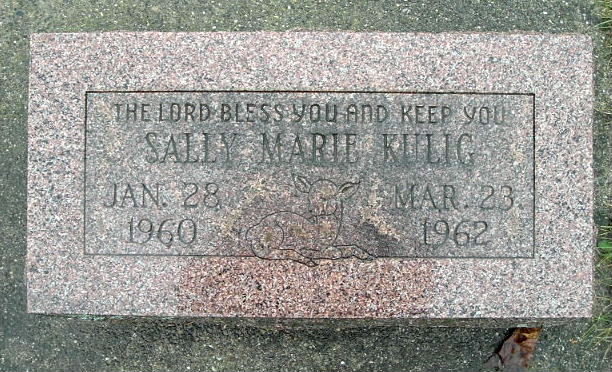 THE LORD BLESS YOU AND KEEP YOU
SALLY MARIE KULIG
JAN. 28 MAR. 23
1960 1962